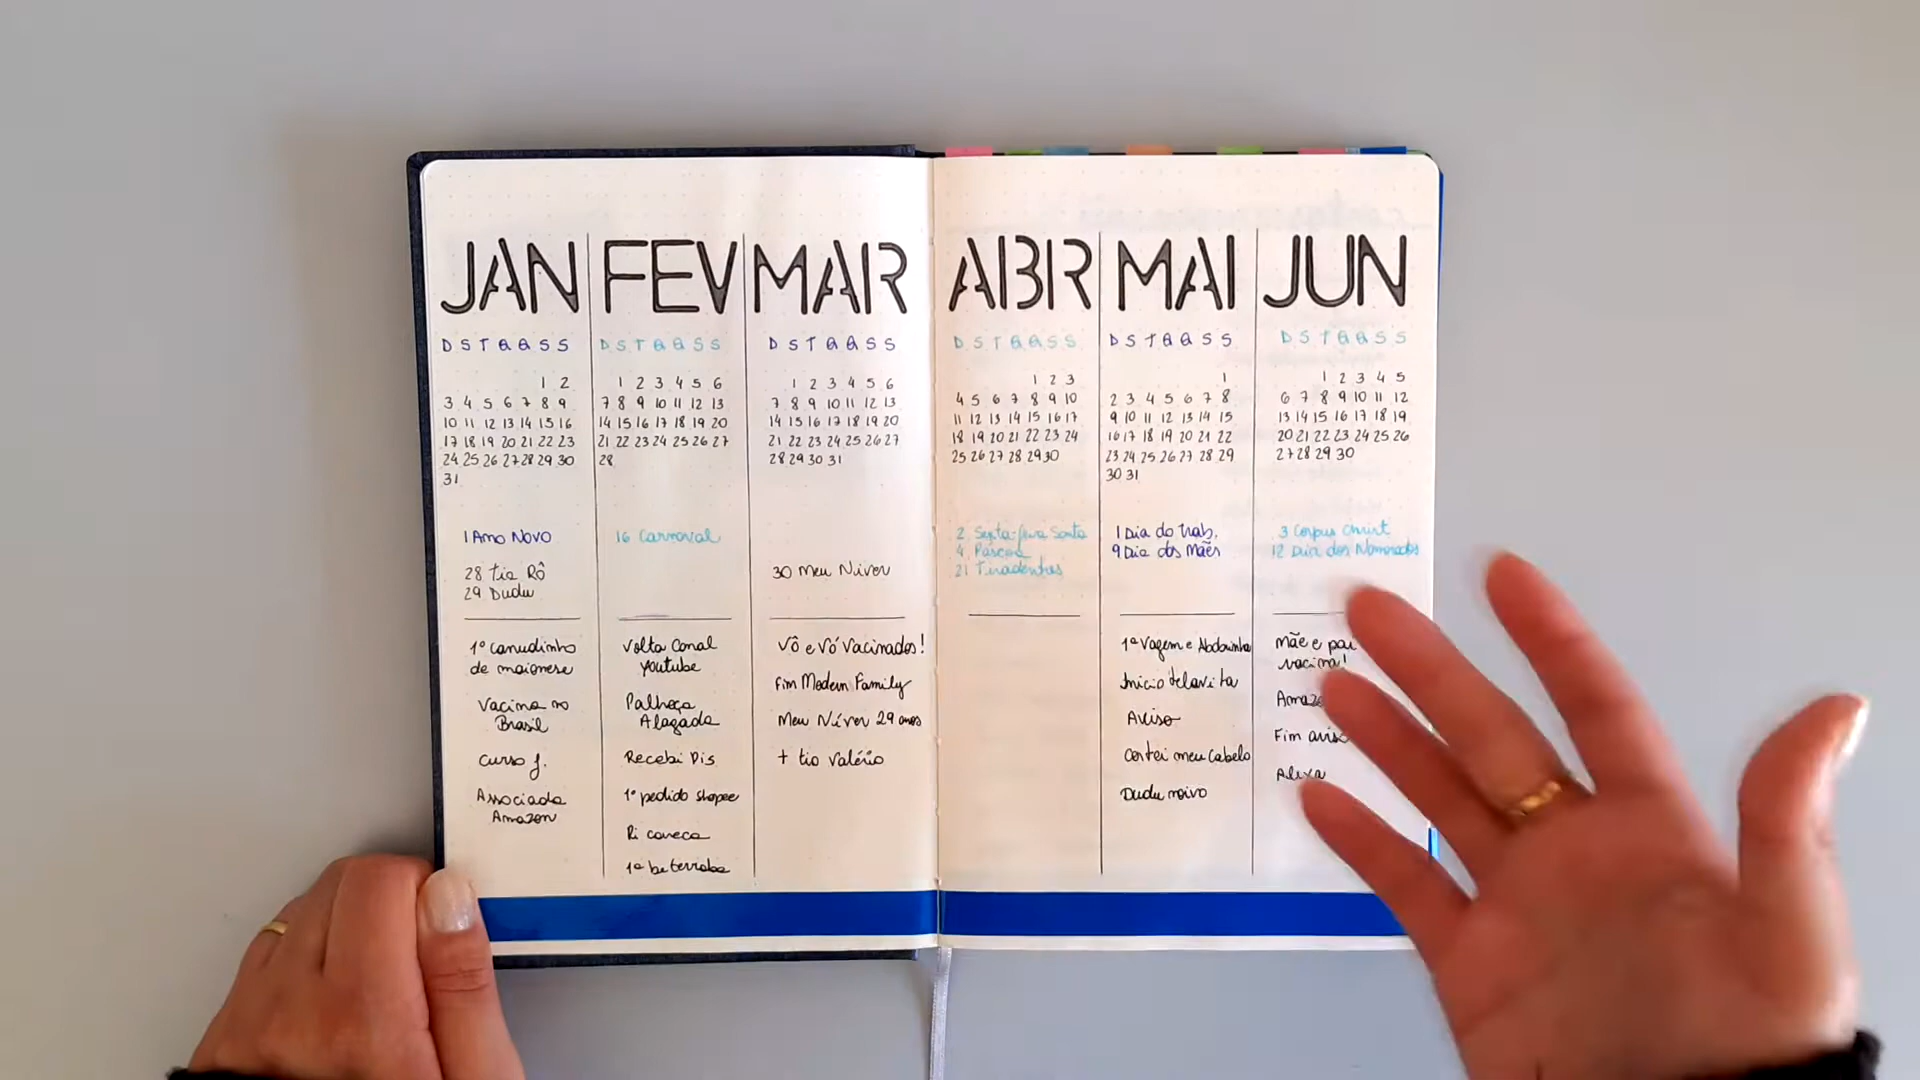 JAN
D S T Q Q S S
1 2
3 4 5 6 7 8 9
10 11 12 13 14 15 16
17 18 19 20 21 22 23
24 25 26 27 28 29 30
31
1 Ano Novo
28 Tia Rô
29 Dudu
1º canudinho
de maionese
Vacina no
Brasil
Curso J.
Associada
Amazon
FEV
D S T Q Q S S
1 2 3 4 5 6
7 8 9 10 11 12 13
14 15 16 17 18 19 20
21 22 23 24 25 26 27
28
16 Carnaval
Volta Canal
youtube
Palhoça
Alagada
Recebi Dis
1º pedido shopee
Ri caneca
1ª beterraba
MAR
D S T Q Q S S
1 2 3 4 5 6
7 8 9 10 11 12 13
14 15 16 17 18 19 20
21 22 23 24 25 26 27
28 29 30 31
30 Meu Niver
Vô e Vó Vacinados!
Fim Modern Family
Meu Niver 29 anos
+ tio Valério
ABR
D S T Q Q S S
1 2 3
4 5 6 7 8 9 10
11 12 13 14 15 16 17
18 19 20 21 22 23 24
25 26 27 28 29 30
2 Sexta-feira Santa
4 Páscoa
21 Tiradentes
MAI
D S T Q Q S S
1
2 3 4 5 6 7 8
9 10 11 12 13 14 15
16 17 18 19 20 21 22
23 24 25 26 27 28 29
30 31
1 Dia do trab.
9 Dia das Mães
1ª Vagem e Abobrinha
Início telavita
Aviso
Cortei meu Cabelo
Dudu noivo
JUN
D S T Q Q S S
1 2 3 4 5
6 7 8 9 10 11 12
13 14 15 16 17 18 19
20 21 22 23 24 25 26
27 28 29 30
3 Corpus Christ
12 Dia dos Namorados
Mãe e pai
vacina!
Fim aviso
Alexa